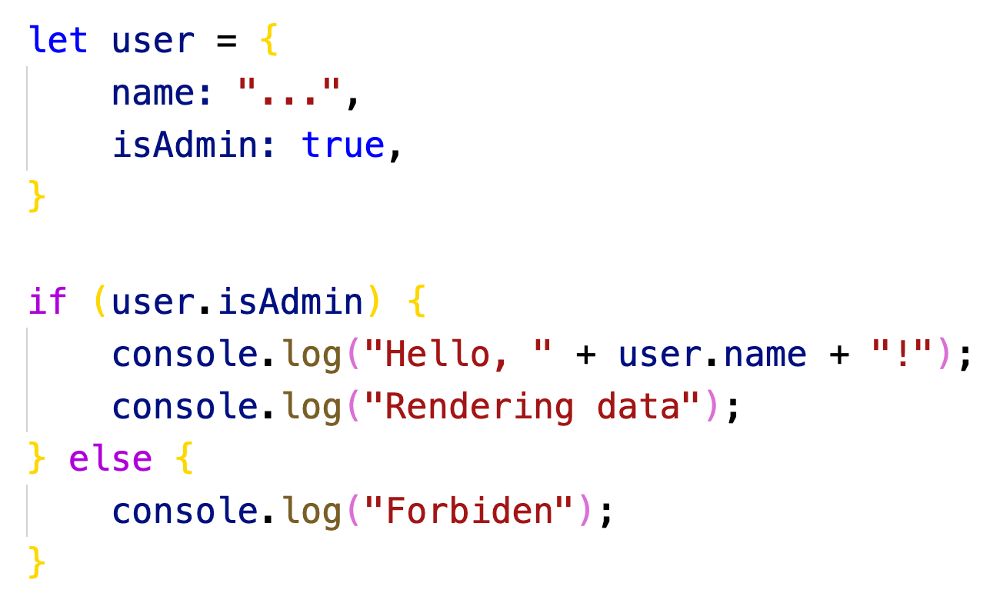 let user = {
    name: "...",
    isAdmin: true,
}

if (user.isAdmin) {
    console.log("Hello, " + user.name + "!");
    console.log("Rendering data");
} else {
    console.log("Forbiden");
}